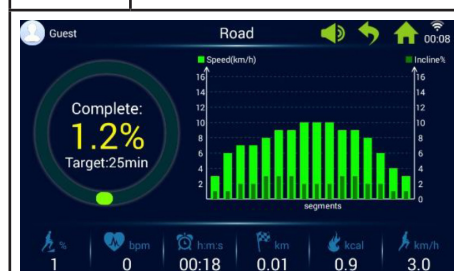 Guest
Road
00:08
Speed(km/h)
Incline%
16
14
12
10
8
6
4
2
16
14
12
10
8
6
4
2
0
segments
Complete:
1.2%
Target:25min
%
bpm
h:m:s
km
kcal
km/h
1
0
00:18
0.01
0.9
3.0